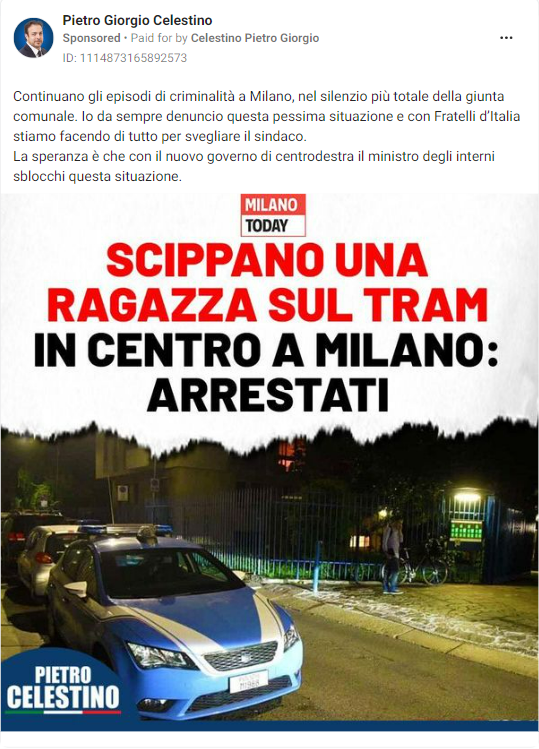 Pietro Giorgio Celestino
Sponsored • Paid for by Celestino Pietro Giorgio
ID: 1114873165892573
Continuano gli episodi di criminalità a Milano, nel silenzio più totale della giunta
comunale. Io da sempre denuncio questa pessima situazione e con Fratelli d'Italia
stiamo facendo di tutto per svegliare il sindaco.
La speranza è che con il nuovo governo di centrodestra il ministro degli interni
sblocchi questa situazione.
MILANO
TODAY
SCIPPANO UNA
RAGAZZA SUL TRAM
IN CENTRO A MILANO:
ARRESTATI
PIETRO
CELESTINO